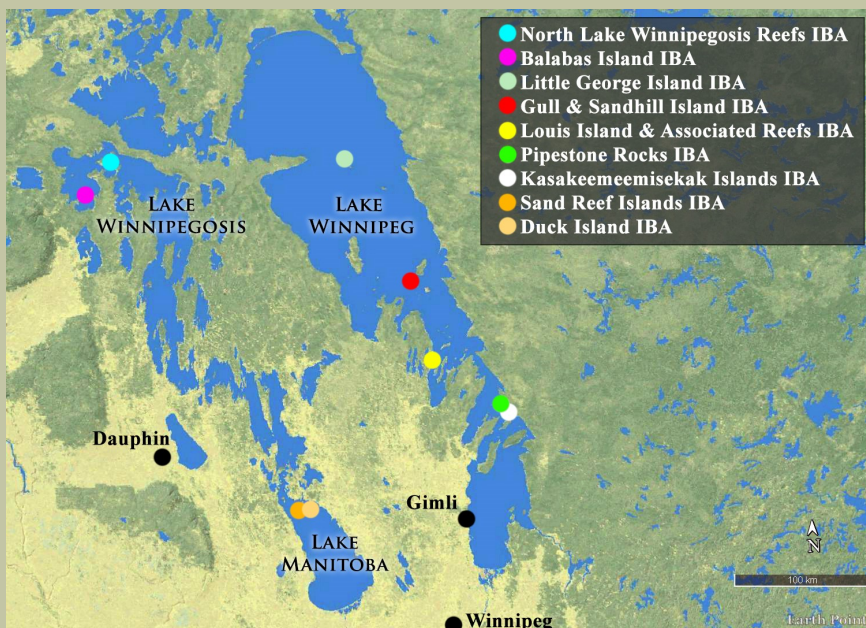 North Lake Winnipegosis Reefs IBA
Balabas Island IBA
Little George Island IBA
Gull & Sandhill Island IBA
Louis Island & Associated Reefs IBA
Pipestone Rocks IBA
Kasakeemeemisekak Islands IBA
Sand Reef Islands IBA
Duck Island IBA
LAKE
WINNIPEGOSIS
LAKE
WINNIPEG
Dauphin
Gimli
LAKE
MANITOBA
N
100 km
Winnipeg
Earth Point